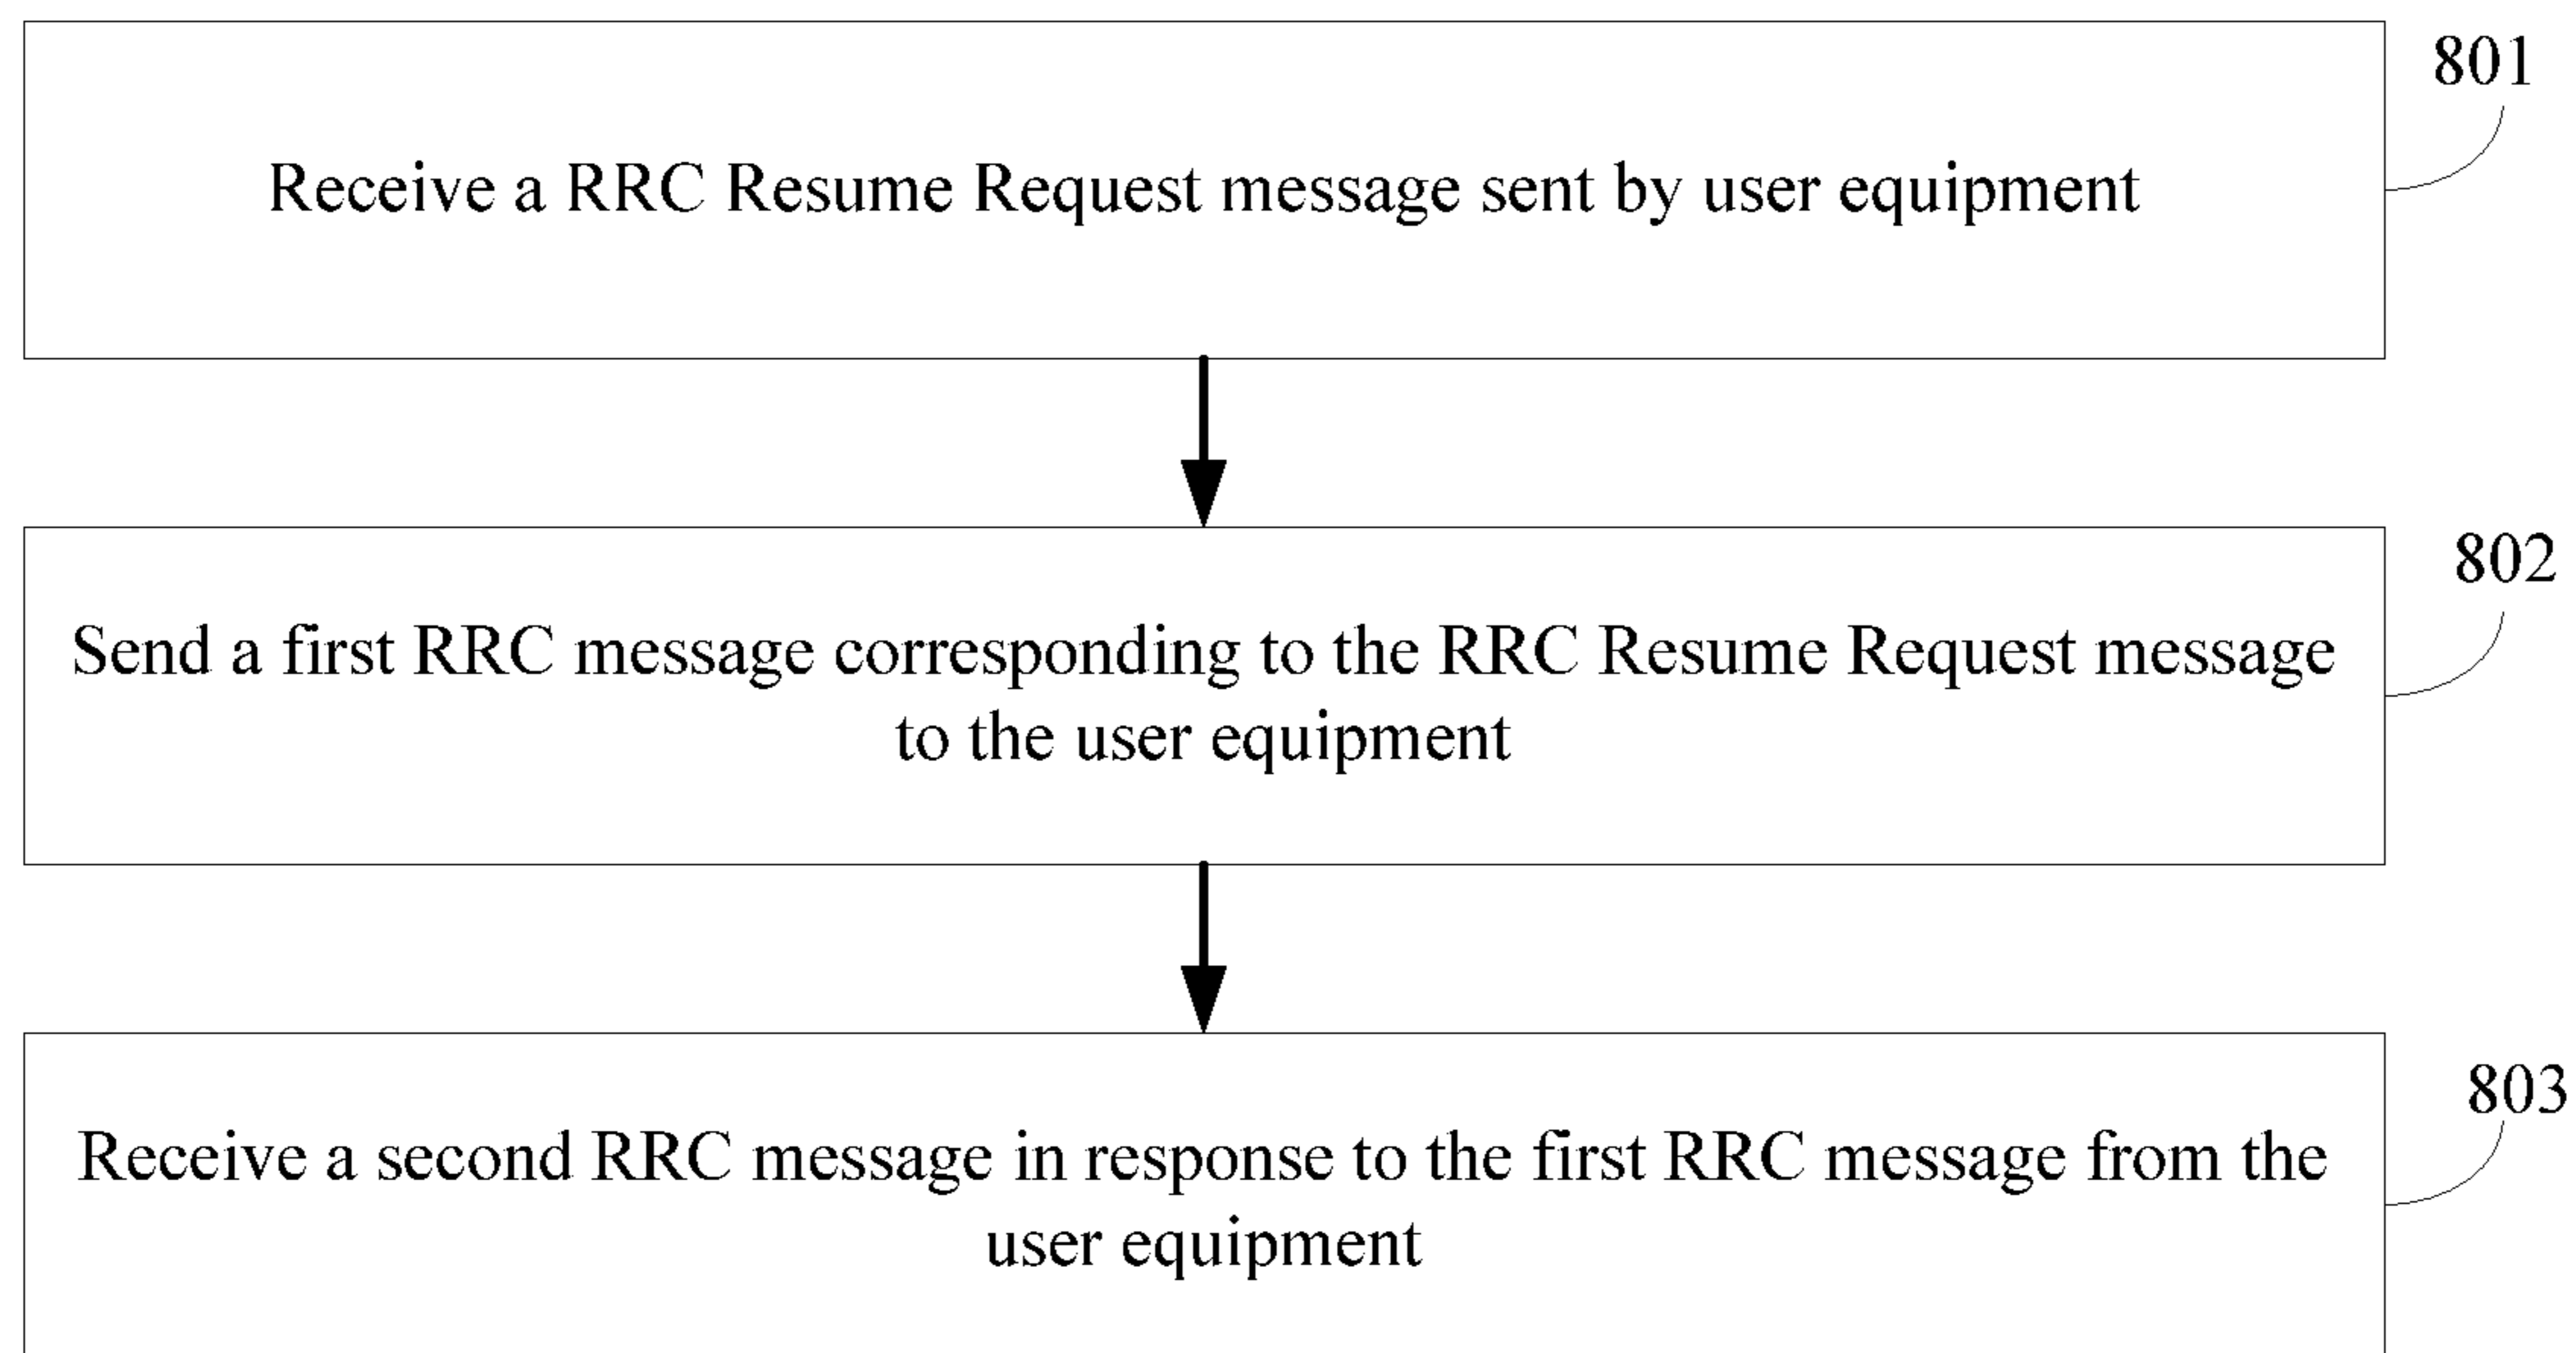 801
Receive a RRC Resume Request message sent by user equipment
802
Send a first RRC message corresponding to the RRC Resume Request message
to the user equipment
803
Receive a second RRC message in response to the first RRC message from the
user equipment